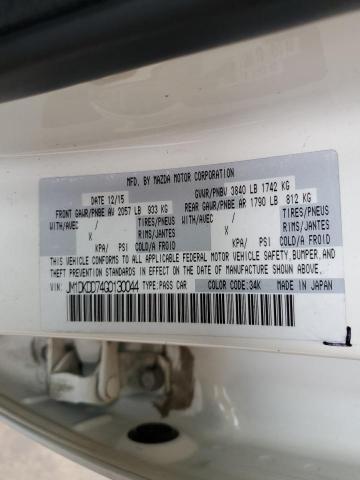 MFD. BY MAZDA MOTOR CORPORATION
DATE 12/15 GVWR/PNBV 3840 LB 1742 KG
FRONT GAWR/PNBE AV 2057 LB 933 KG REAR GAWR/PNBE AR 1790 LB 812 KG
WITH/AVEC / TIRES/PNEUS WITH/AVEC / TIRES/PNEUS
X RIMS/JANTES X RIMS/JANTES
KPA/ PSI COLD/A FROID KPA/ PSI COLD/A FROID
THIS VEHICLE CONFORMS TO ALL APPLICABLE FEDERAL MOTOR VEHICLE SAFETY, BUMPER, AND
THEFT PREVENTION STANDARDS IN EFFECT ON THE DATE OF MANUFACTURE SHOWN ABOVE.
VIN: JM1DKDD74G0130044 TYPE: PASS CAR COLOR CODE: 34K MADE IN JAPAN